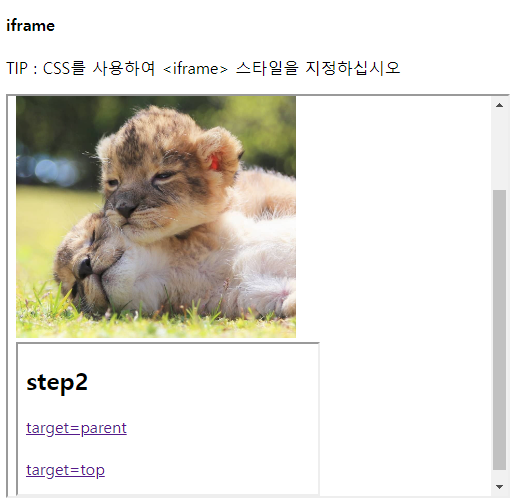 iframe
TIP : CSS를 사용하여 <iframe> 스타일을 지정하십시오
step2
target=parent
target=top